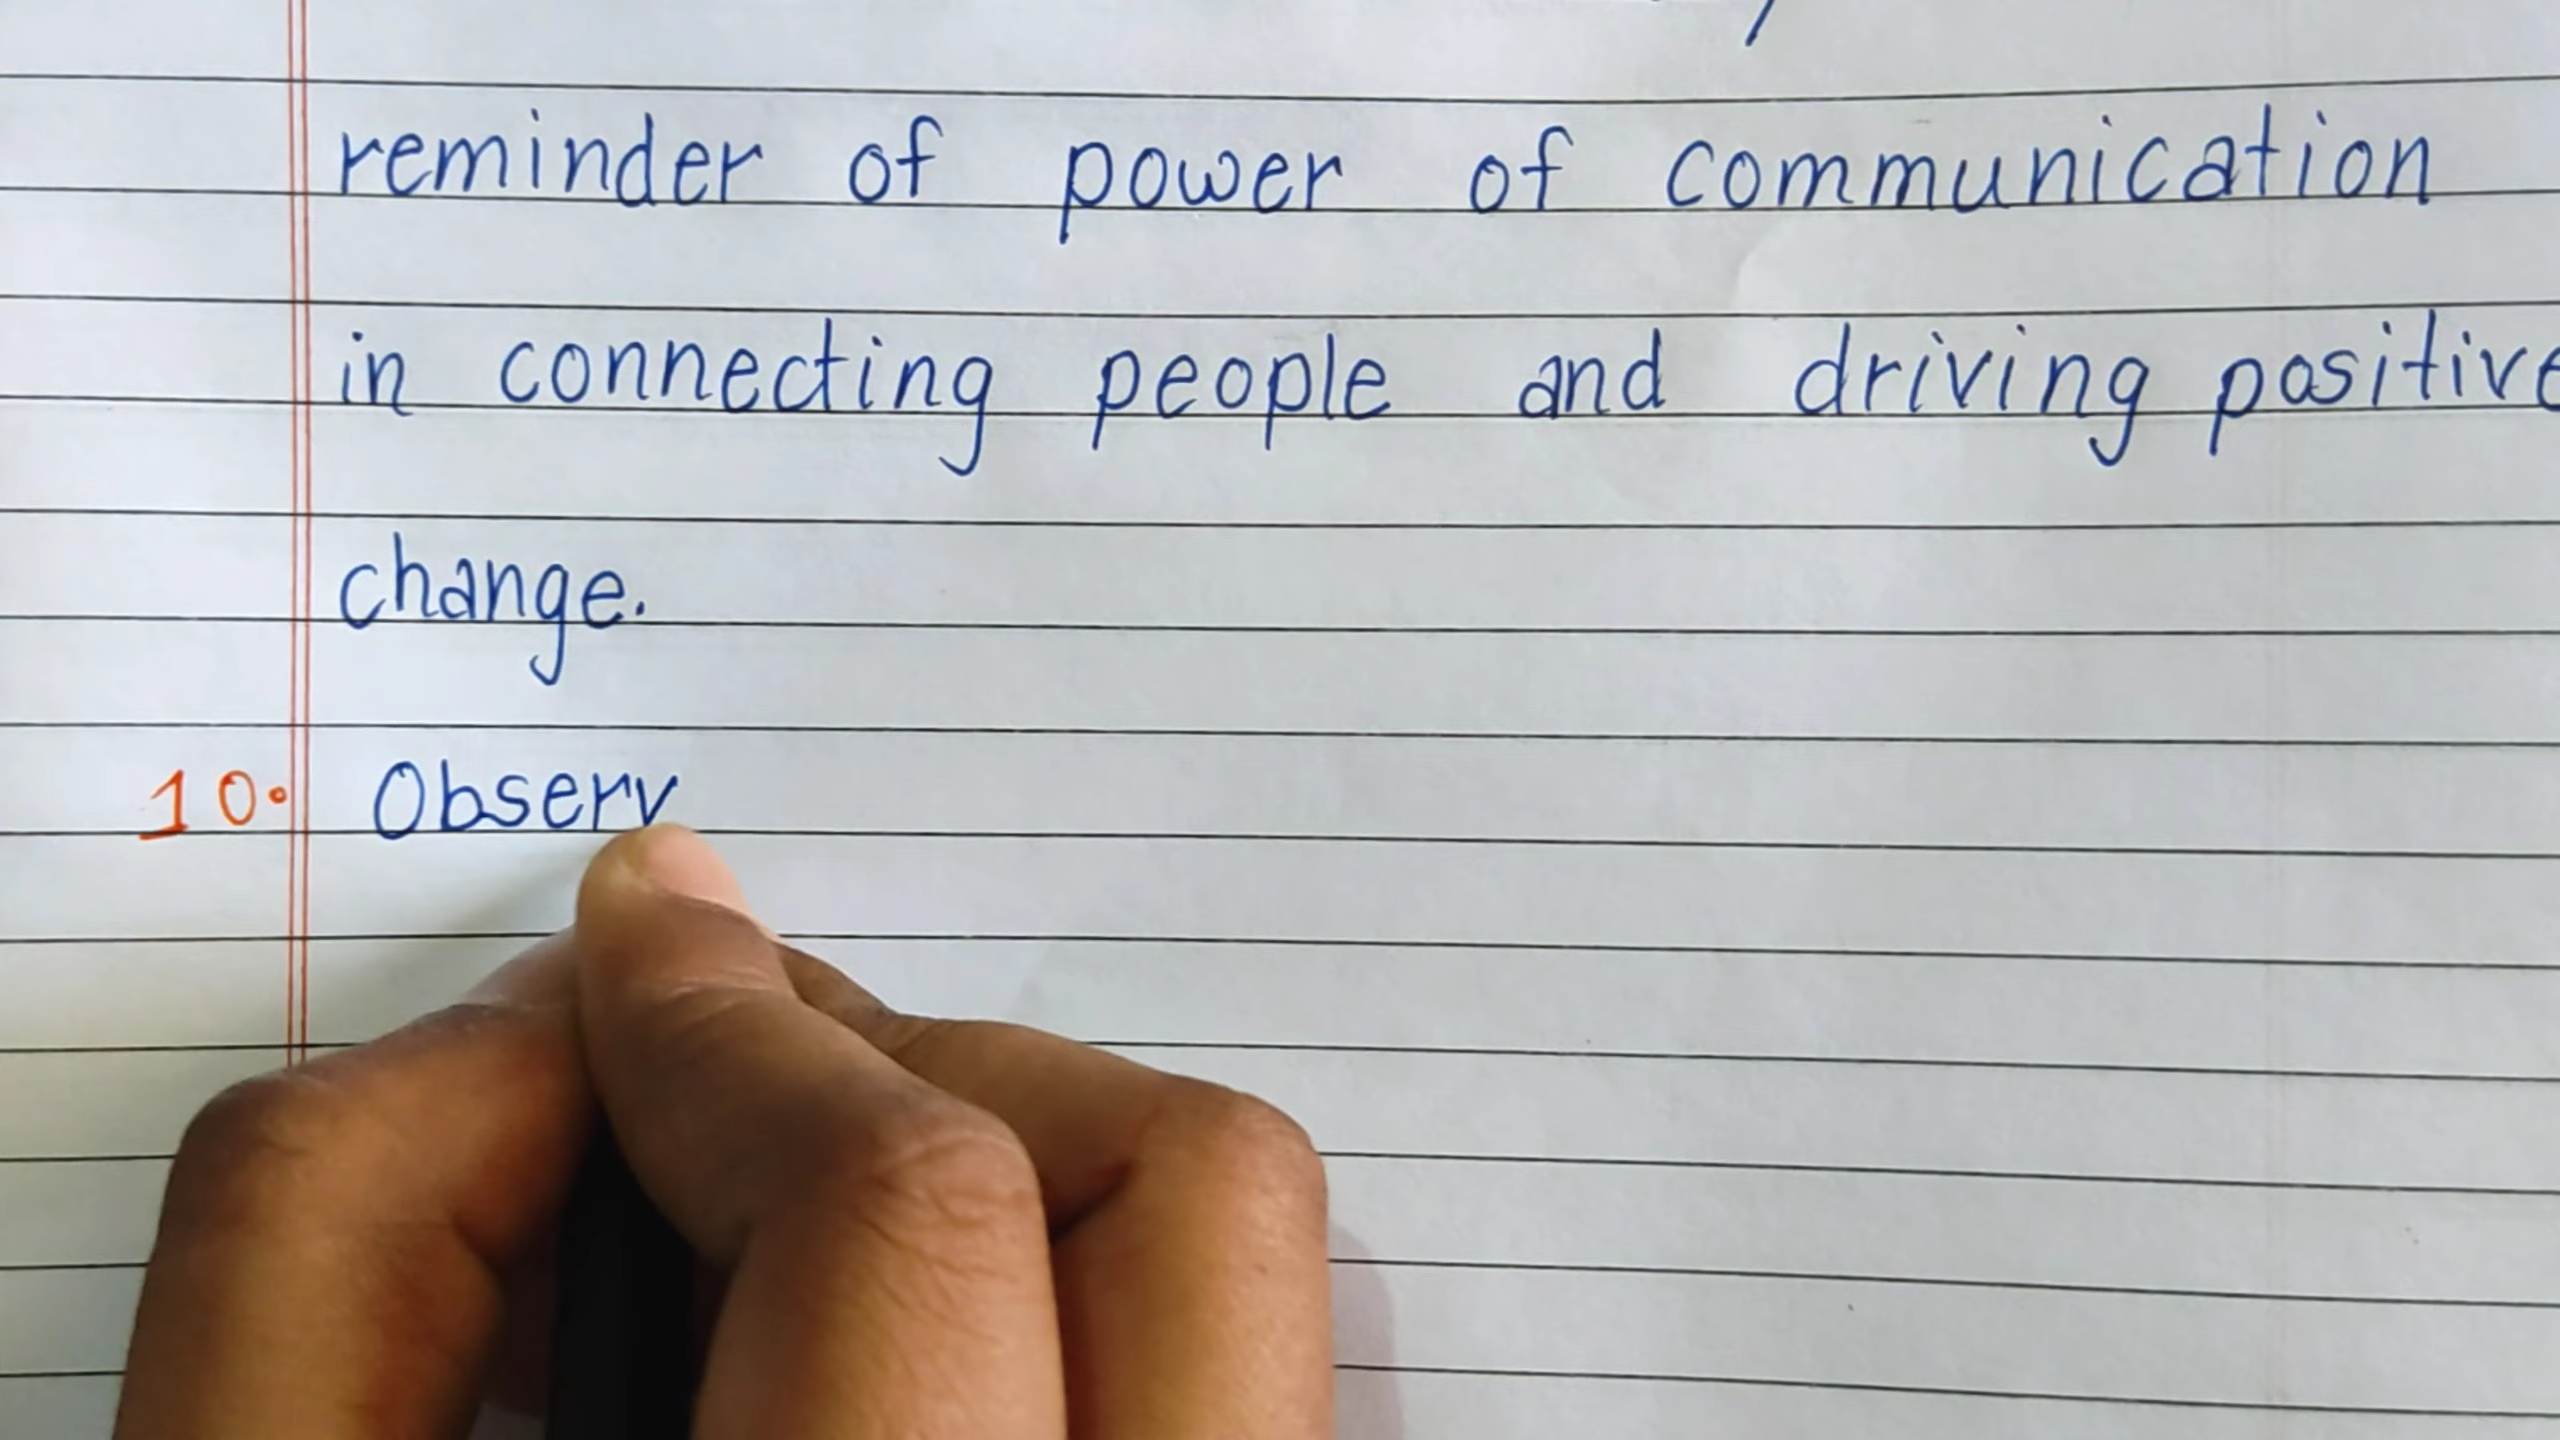 reminder of power of communication
in connecting people and driving positive
change.
10. Observ